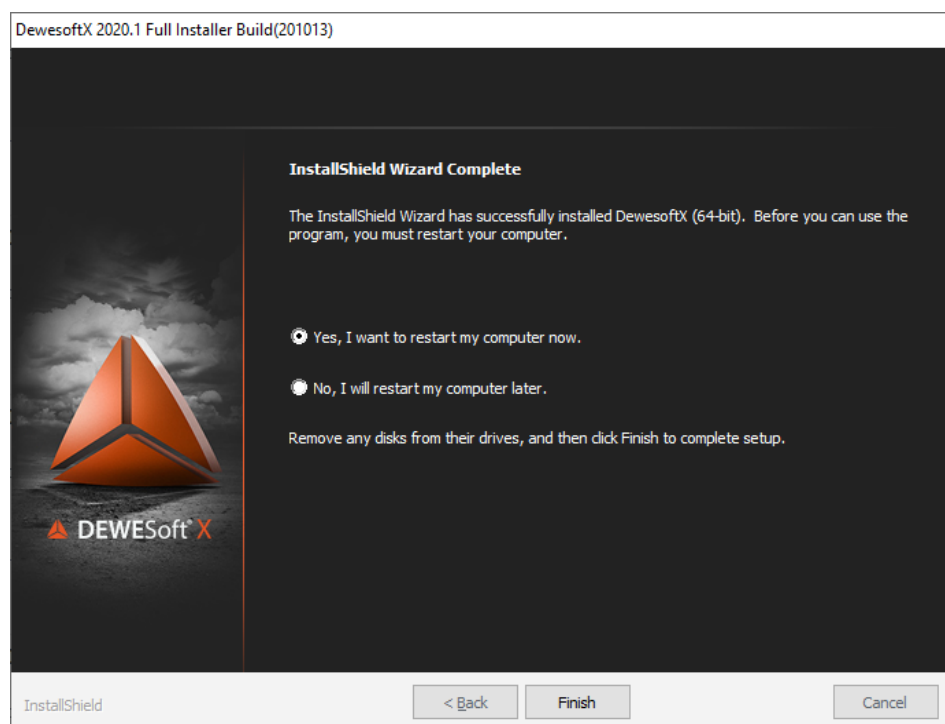 DewesoftX 2020.1 Full Installer Build(201013)
InstallShield Wizard Complete
The InstallShield Wizard has successfully installed DewesoftX (64-bit). Before you can use the
program, you must restart your computer.
Yes, I want to restart my computer now.
No, I will restart my computer later.
Remove any disks from their drives, and then click Finish to complete setup.
DEWESoft® X
InstallShield
< Back
Finish
Cancel